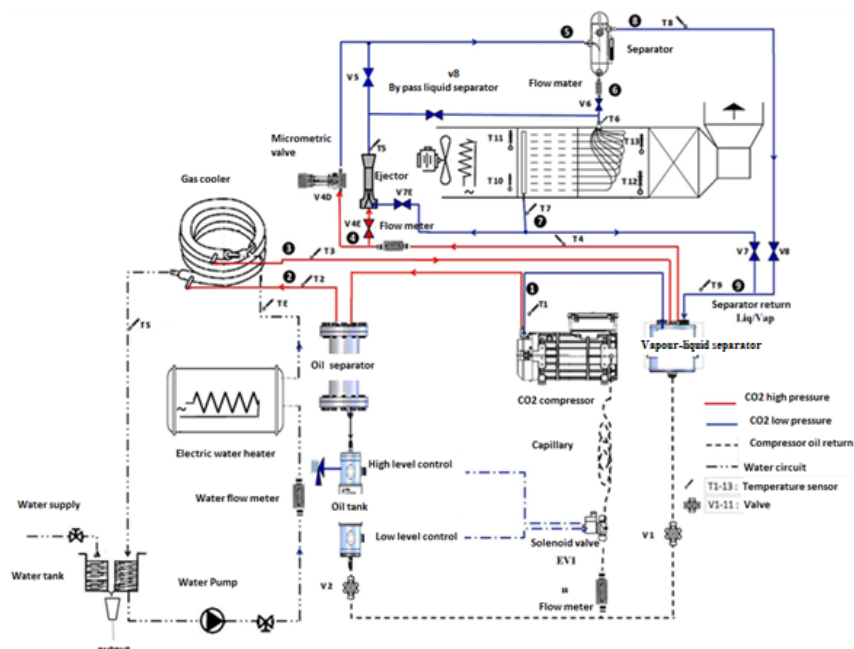 5
8
T8
Separator
v8
By pass liquid separator
Flow mater
6
V5
V6
T6
T11
T13
Micrometric
valve
T5
T10
T12
Gas cooler
Ejector
V7E
T7
V4D
V4E
Flow meter
7
4
T4
V7
V8
3
T3
2
T2
TE
1
T1
T9
9
Separator return
Liq/Vap
TS
Oil separator
Vapour-liquid separator
CO2 compressor
CO2 high pressure
CO2 low pressure
Compressor oil return
Water circuit
T1-13 : Temperature sensor
V1-11 : Valve
Electric water heater
Capillary
High level control
Water flow meter
Oil tank
Water supply
Low level control
Solenoid valve
EV1
V1
Water tank
Water Pump
V2
Flow meter
output